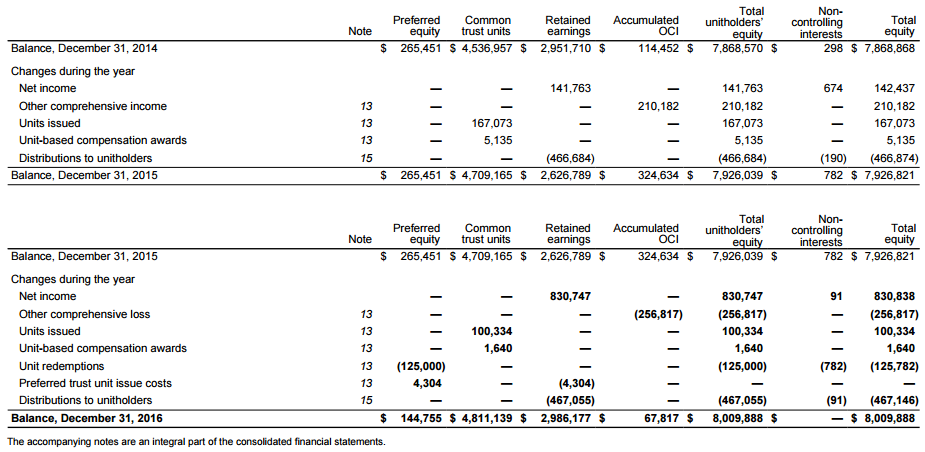 Note Preferred equity Common trust units Retained earnings Accumulated OCI Total unitholders' equity Non-controlling interests Total equity
Balance, December 31, 2014 $ 265,451 $ 4,536,957 $ 2,951,710 $ 114,452 $ 7,868,570 $ 298 $ 7,868,868
Changes during the year
Net income — — 141,763 — 141,763 674 142,437
Other comprehensive income 13 — — — 210,182 210,182 — 210,182
Units issued 13 — 167,073 — — 167,073 — 167,073
Unit-based compensation awards 13 — 5,135 — — 5,135 — 5,135
Distributions to unitholders 15 — — (466,684) — (466,684) (190) (466,874)
Balance, December 31, 2015 $ 265,451 $ 4,709,165 $ 2,626,789 $ 324,634 $ 7,926,039 $ 782 $ 7,926,821
Note Preferred equity Common trust units Retained earnings Accumulated OCI Total unitholders' equity Non-controlling interests Total equity
Balance, December 31, 2015 $ 265,451 $ 4,709,165 $ 2,626,789 $ 324,634 $ 7,926,039 $ 782 $ 7,926,821
Changes during the year
Net income — — 830,747 — 830,747 91 830,838
Other comprehensive loss 13 — — — (256,817) (256,817) — (256,817)
Units issued 13 — 100,334 — — 100,334 — 100,334
Unit-based compensation awards 13 — 1,640 — — 1,640 — 1,640
Unit redemptions 13 (125,000) — — — (125,000) (782) (125,782)
Preferred trust unit issue costs 13 4,304 — (4,304) — — — —
Distributions to unitholders 15 — — (467,055) — (467,055) (91) (467,146)
Balance, December 31, 2016 $ 144,755 $ 4,811,139 $ 2,986,177 $ 67,817 $ 8,009,888 $ — $ 8,009,888
The accompanying notes are an integral part of the consolidated financial statements.